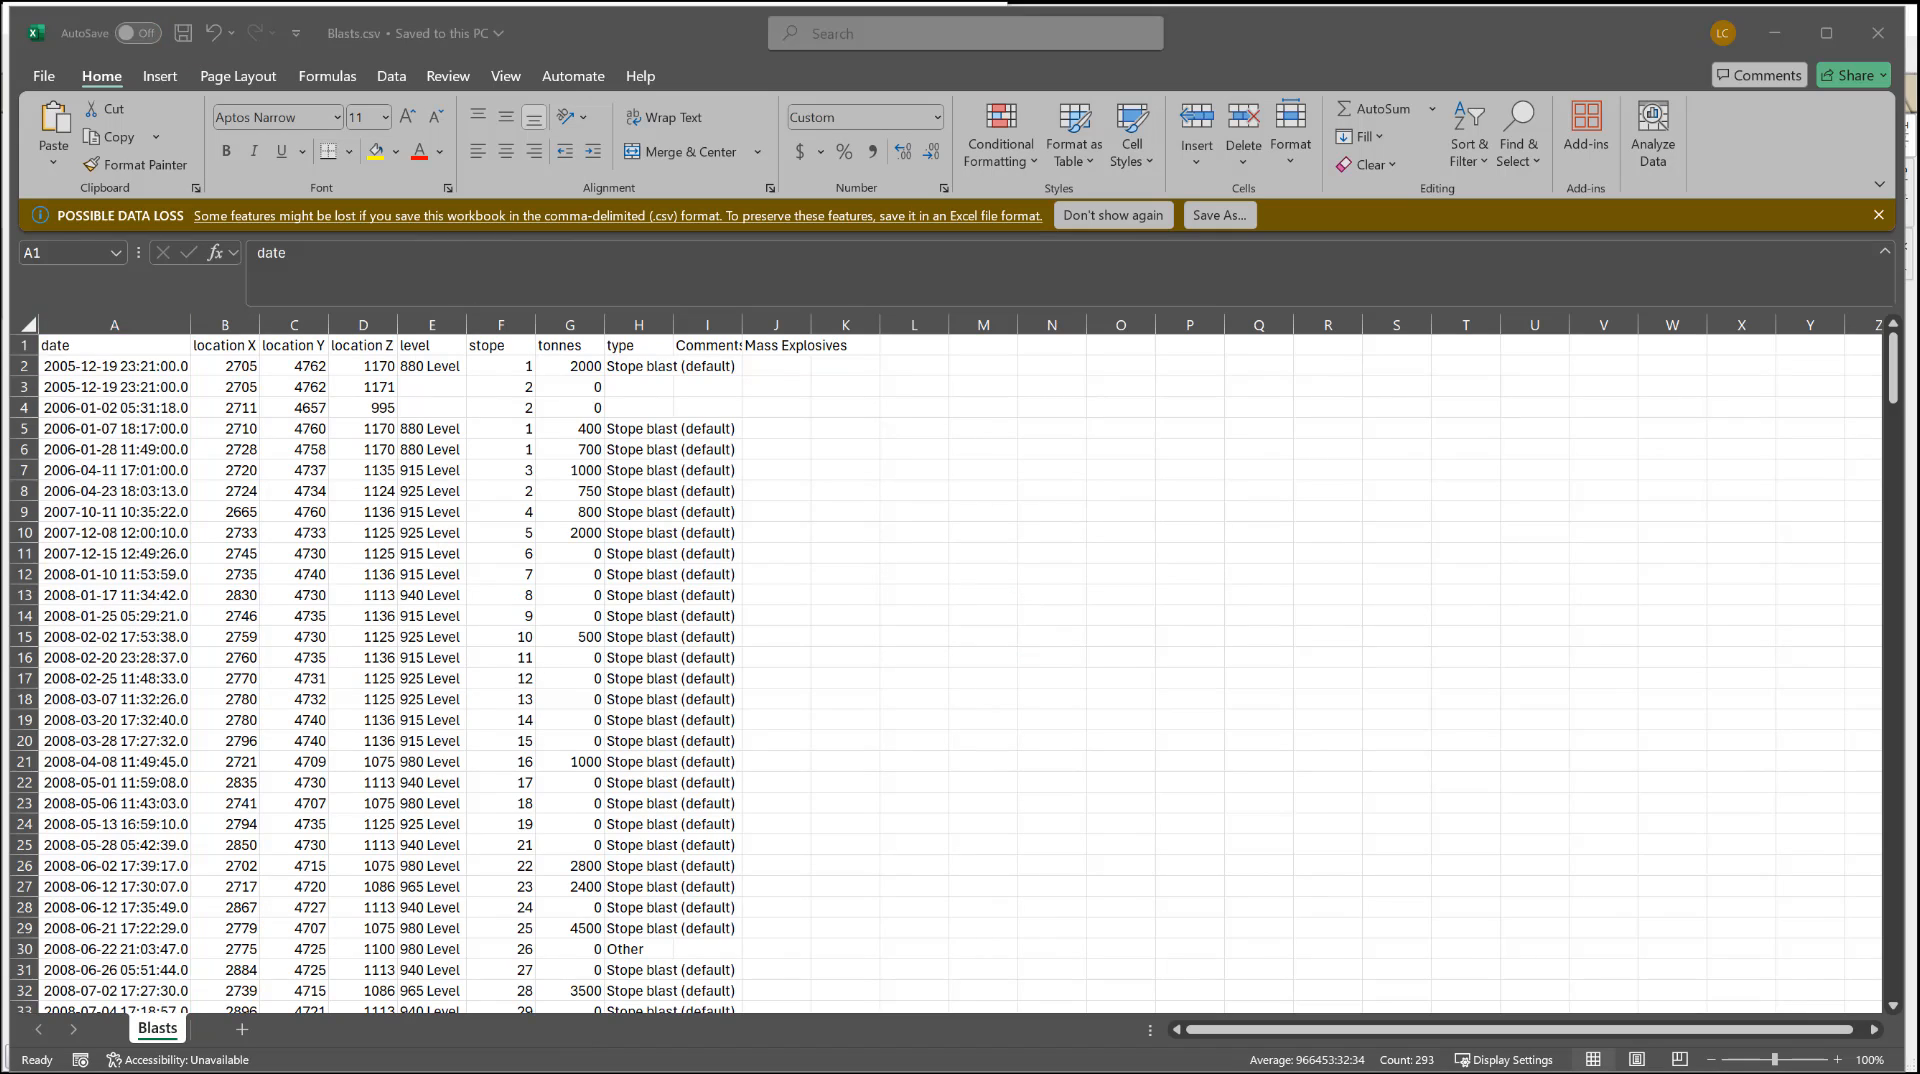 AutoSave Off Blasts.csv • Saved to this PC Search LC
File Home Insert Page Layout Formulas Data Review View Automate Help Comments Share
Paste Cut Copy Format Painter Clipboard
Aptos Narrow 11 B I U A Font
Wrap Text Merge & Center Alignment
Custom $ % Number
Conditional Formatting Format as Table Cell Styles Styles
Insert Delete Format Cells
AutoSum Fill Clear Sort & Filter Find & Select Editing
Add-ins Add-ins
Analyze Data
POSSIBLE DATA LOSS Some features might be lost if you save this workbook in the comma-delimited (.csv) format. To preserve these features, save it in an Excel file format. Don't show again Save As...
A1 fx date
A B C D E F G H I J K L M N O P Q R S T U V W X Y Z
1 date location X location Y location Z level stope tonnes type Comments Mass Explosives
2 2005-12-19 23:21:00.0 2705 4762 1170 880 Level 1 2000 Stope blast (default)
3 2005-12-19 23:21:00.0 2705 4762 1171 2 0
4 2006-01-02 05:31:18.0 2711 4657 995 2 0
5 2006-01-07 18:17:00.0 2710 4760 1170 880 Level 1 400 Stope blast (default)
6 2006-01-28 11:49:00.0 2728 4758 1170 880 Level 1 700 Stope blast (default)
7 2006-04-11 17:01:00.0 2720 4737 1135 915 Level 3 1000 Stope blast (default)
8 2006-04-23 18:03:13.0 2724 4734 1124 925 Level 2 750 Stope blast (default)
9 2007-10-11 10:35:22.0 2665 4760 1136 915 Level 4 800 Stope blast (default)
10 2007-12-08 12:00:10.0 2733 4733 1125 925 Level 5 2000 Stope blast (default)
11 2007-12-15 12:49:26.0 2745 4730 1125 915 Level 6 0 Stope blast (default)
12 2008-01-10 11:53:59.0 2735 4740 1136 915 Level 7 0 Stope blast (default)
13 2008-01-17 11:34:42.0 2830 4730 1113 940 Level 8 0 Stope blast (default)
14 2008-01-25 05:29:21.0 2746 4735 1136 915 Level 9 0 Stope blast (default)
15 2008-02-02 17:53:38.0 2759 4730 1125 925 Level 10 500 Stope blast (default)
16 2008-02-20 23:28:37.0 2760 4735 1136 915 Level 11 0 Stope blast (default)
17 2008-02-25 11:48:33.0 2770 4731 1125 925 Level 12 0 Stope blast (default)
18 2008-03-07 11:32:26.0 2780 4732 1125 925 Level 13 0 Stope blast (default)
19 2008-03-20 17:32:40.0 2780 4740 1136 915 Level 14 0 Stope blast (default)
20 2008-03-28 17:27:32.0 2796 4740 1136 915 Level 15 0 Stope blast (default)
21 2008-04-08 11:49:45.0 2721 4709 1075 980 Level 16 1000 Stope blast (default)
22 2008-05-01 11:59:08.0 2835 4730 1113 940 Level 17 0 Stope blast (default)
23 2008-05-06 11:43:03.0 2741 4707 1075 980 Level 18 0 Stope blast (default)
24 2008-05-13 16:59:10.0 2794 4735 1125 925 Level 19 0 Stope blast (default)
25 2008-05-28 05:42:39.0 2850 4730 1113 940 Level 21 0 Stope blast (default)
26 2008-06-02 17:39:17.0 2702 4715 1075 980 Level 22 2800 Stope blast (default)
27 2008-06-12 17:30:07.0 2717 4720 1086 965 Level 23 2400 Stope blast (default)
28 2008-06-12 17:35:49.0 2867 4727 1113 940 Level 24 0 Stope blast (default)
29 2008-06-21 17:22:29.0 2779 4707 1075 980 Level 25 4500 Stope blast (default)
30 2008-06-22 21:03:47.0 2775 4725 1100 980 Level 26 0 Other
31 2008-06-26 05:51:44.0 2884 4725 1113 940 Level 27 0 Stope blast (default)
32 2008-07-02 17:27:30.0 2739 4715 1086 965 Level 28 3500 Stope blast (default)
33 2008-07-04 17:18:57.0 2896 4721 1113 940 Level 29 0 Stope blast (default)
Blasts
Ready Accessibility: Unavailable Average: 966453:32:34 Count: 293 Display Settings 100%